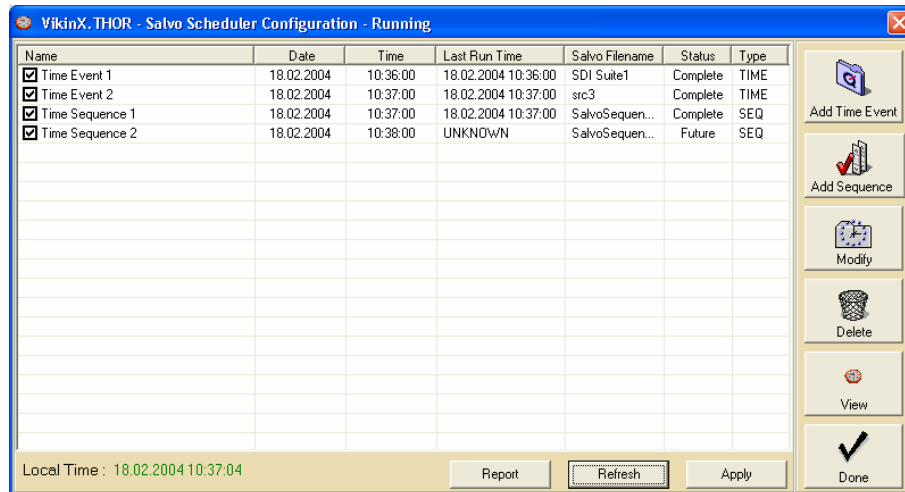 VikinX.THOR - Salvo Scheduler Configuration - Running
Name Date Time Last Run Time Salvo Filename Status Type
Time Event 1 18.02.2004 10:36:00 18.02.2004 10:36:00 SDI Suite1 Complete TIME
Time Event 2 18.02.2004 10:37:00 18.02.2004 10:37:00 src3 Complete TIME
Time Sequence 1 18.02.2004 10:37:00 18.02.2004 10:37:00 SalvoSequen... Complete SEQ
Time Sequence 2 18.02.2004 10:38:00 UNKNOWN SalvoSequen... Future SEQ
Add Time Event
Add Sequence
Modify
Delete
View
Done
Local Time : 18.02.2004 10:37:04
Report Refresh Apply